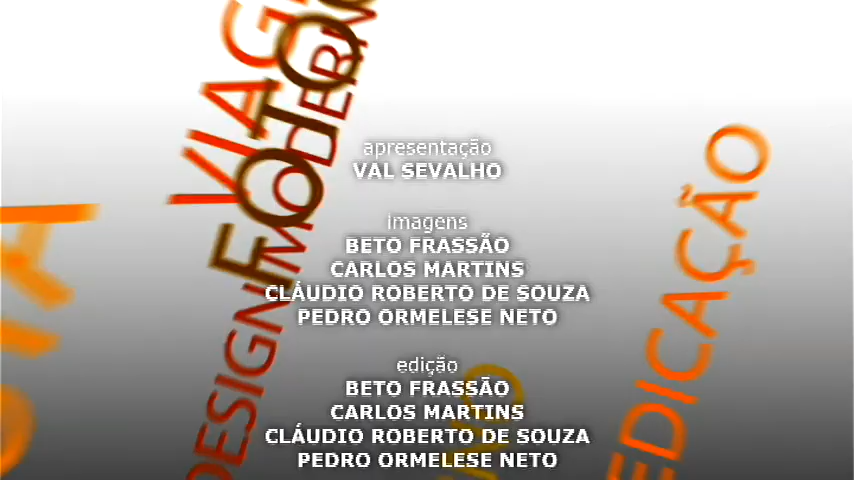 VIAG
FOTO
DESIGN MODERN
EDICAÇÃO
apresentação
VAL SEVALHO
imagens
BETO FRASSÃO
CARLOS MARTINS
CLÁUDIO ROBERTO DE SOUZA
PEDRO ORMELESE NETO
edição
BETO FRASSÃO
CARLOS MARTINS
CLÁUDIO ROBERTO DE SOUZA
PEDRO ORMELESE NETO